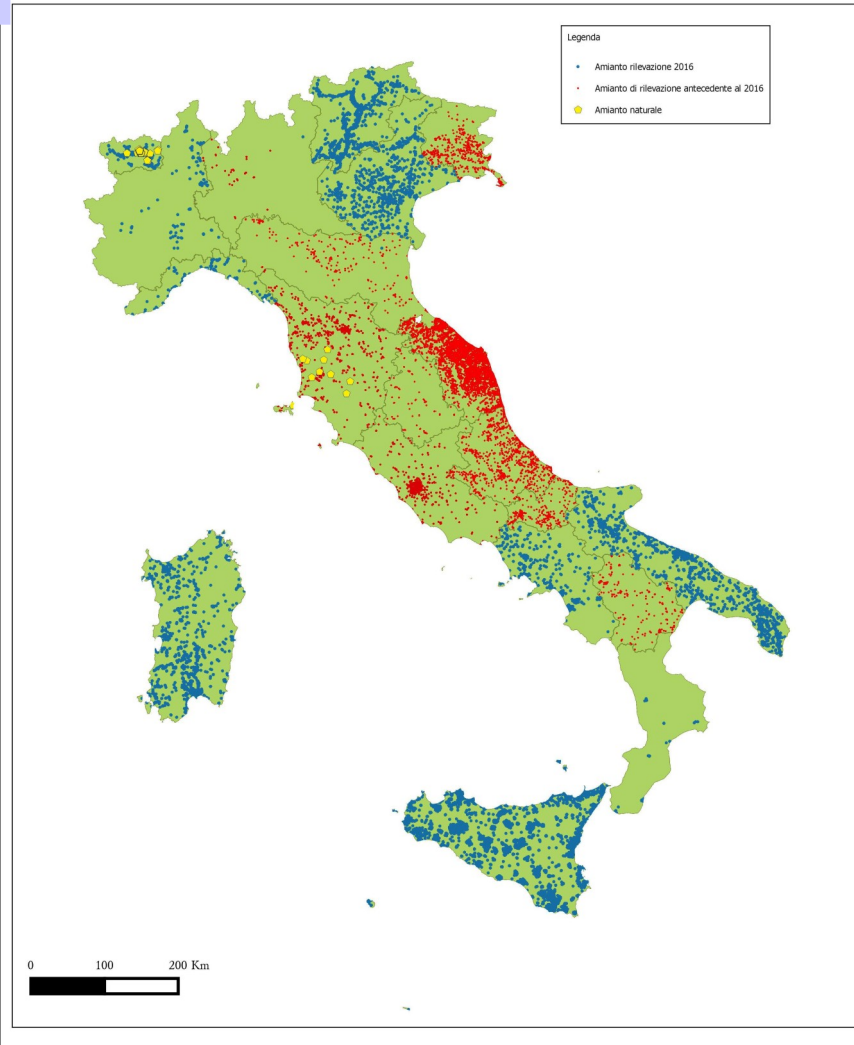 Legenda
Amianto rilevazione 2016
Amianto di rilevazione antecedente al 2016
Amianto naturale
0 100 200 Km